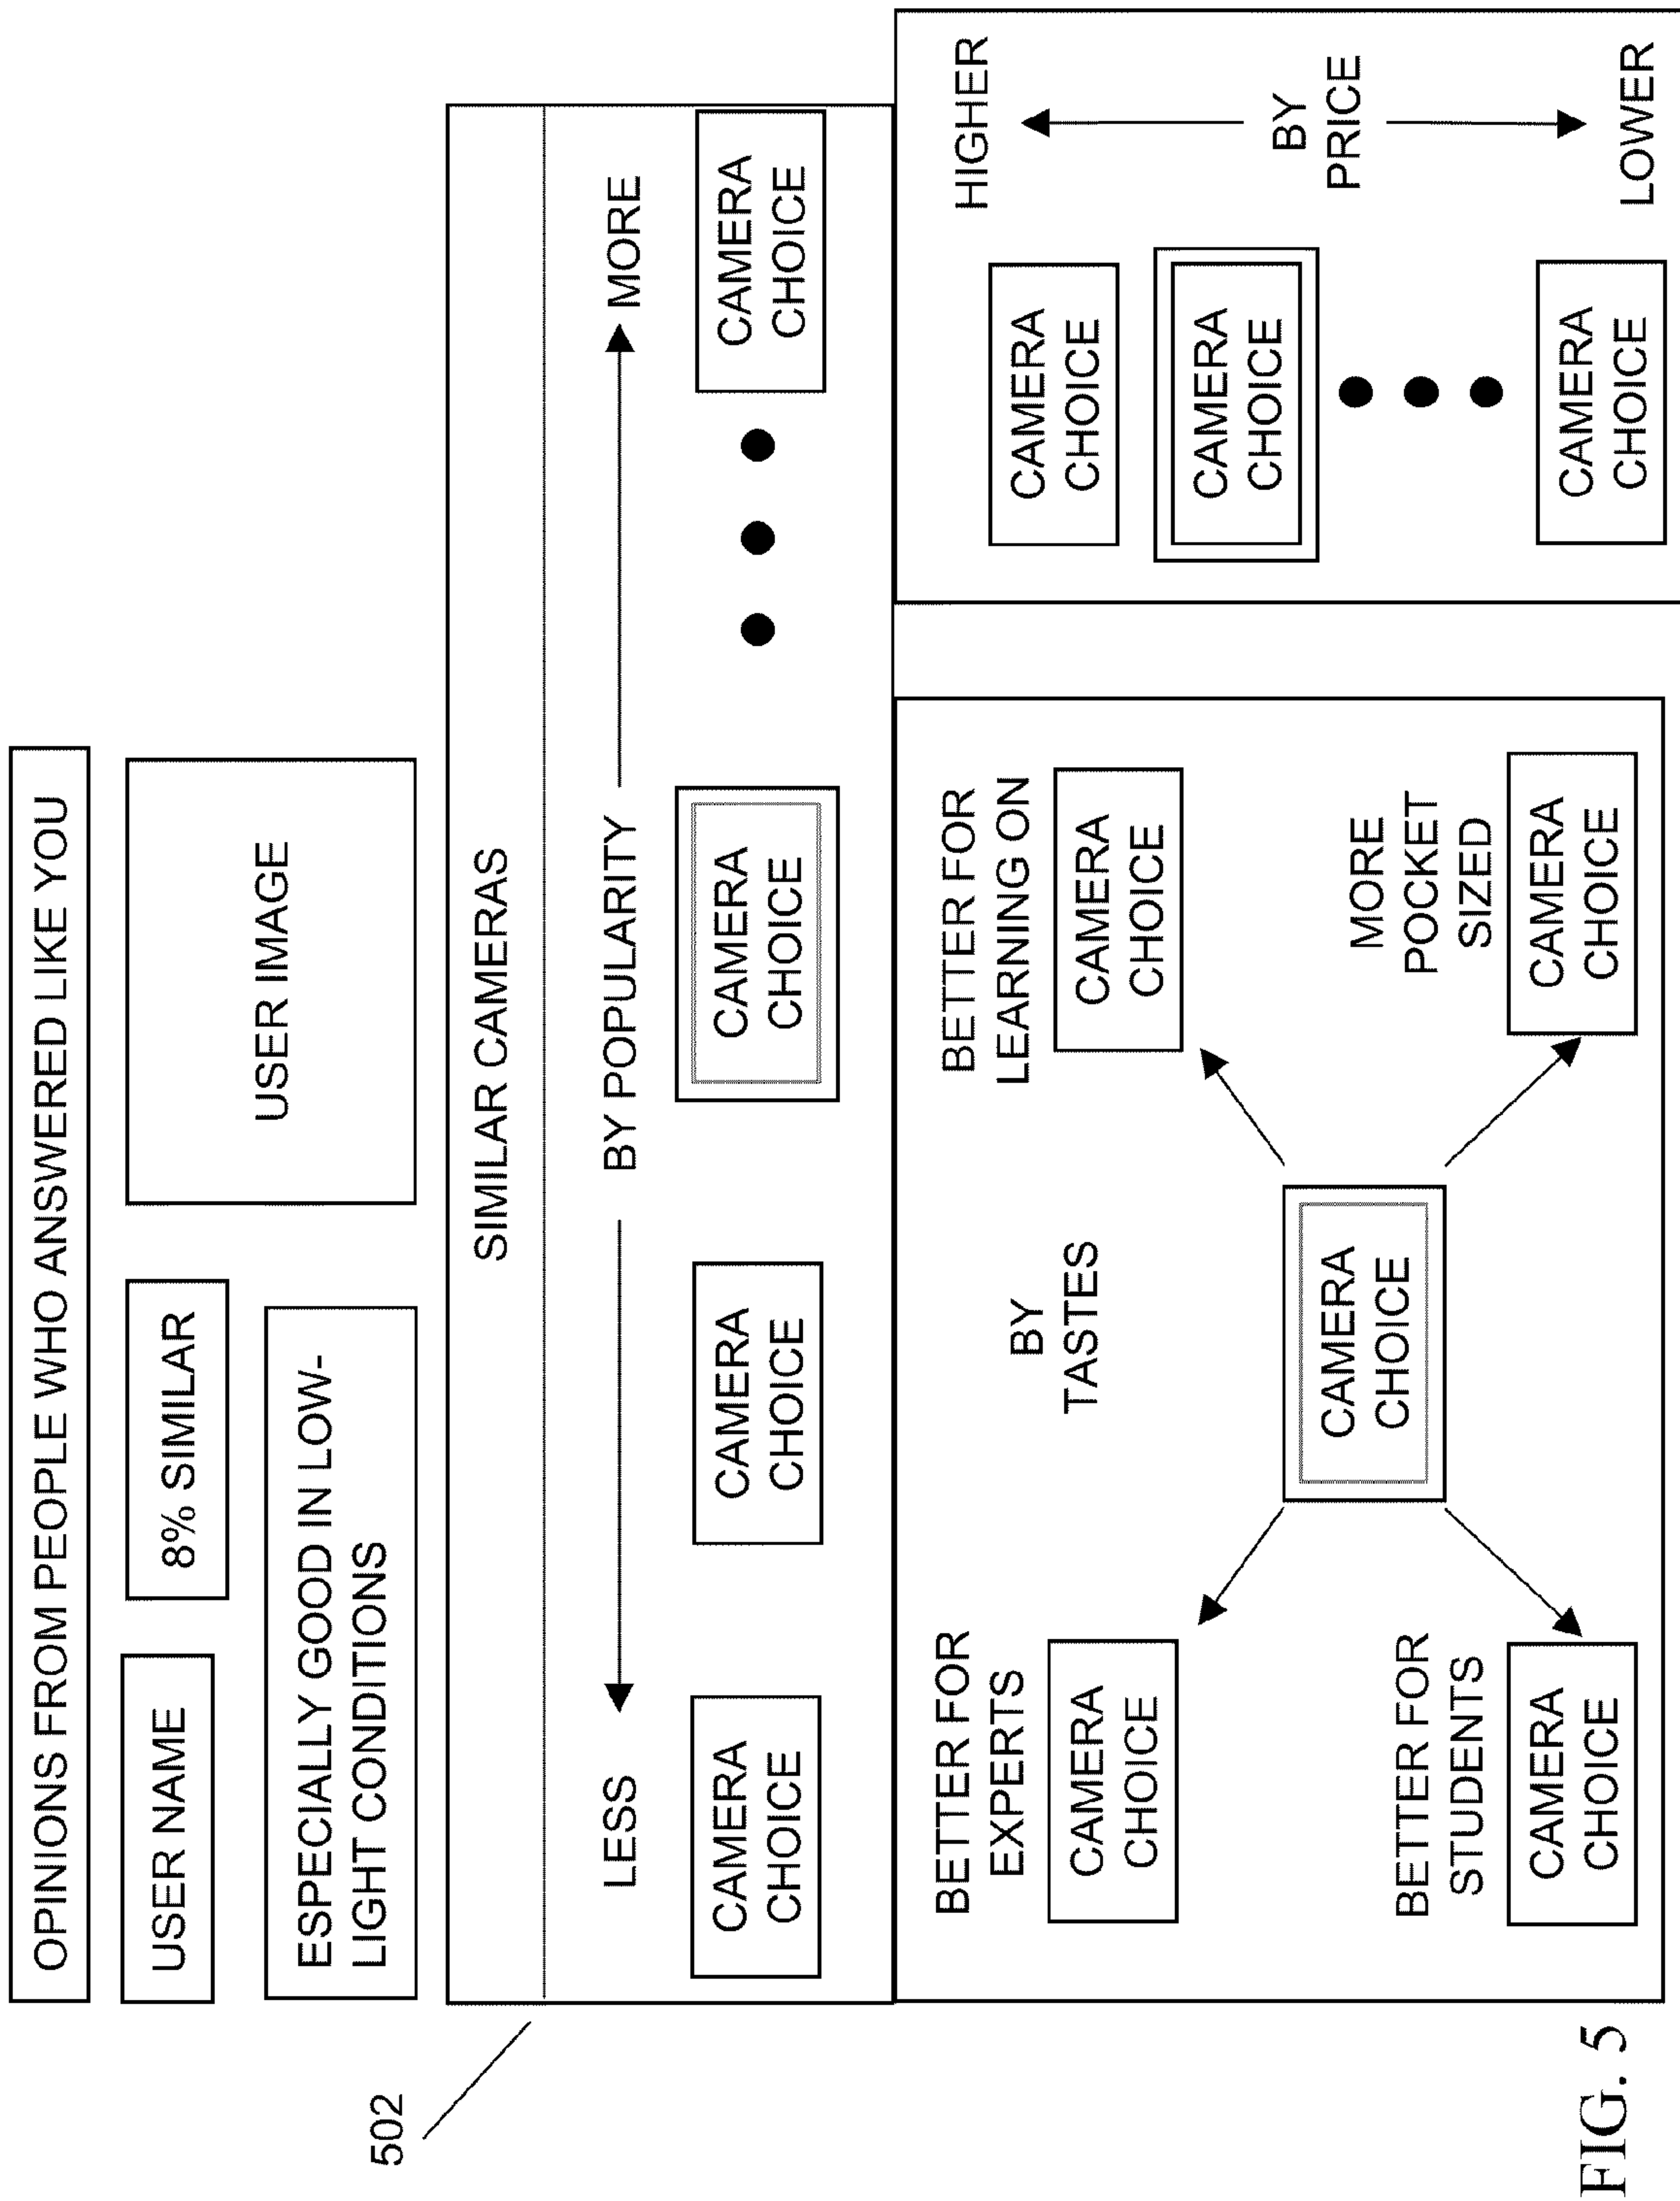 OPINIONS FROM PEOPLE WHO ANSWERED LIKE YOU
USER NAME
8% SIMILAR
USER IMAGE
ESPECIALLY GOOD IN LOW-
LIGHT CONDITIONS
502
SIMILAR CAMERAS
LESS
BY POPULARITY
MORE
CAMERA
CHOICE
CAMERA
CHOICE
CAMERA
CHOICE
CAMERA
CHOICE
BETTER FOR
EXPERTS
CAMERA
CHOICE
BY
TASTES
BETTER FOR
LEARNING ON
CAMERA
CHOICE
CAMERA
CHOICE
BETTER FOR
STUDENTS
CAMERA
CHOICE
MORE
POCKET
SIZED
CAMERA
CHOICE
HIGHER
CAMERA
CHOICE
CAMERA
CHOICE
BY
PRICE
CAMERA
CHOICE
LOWER
FIG. 5